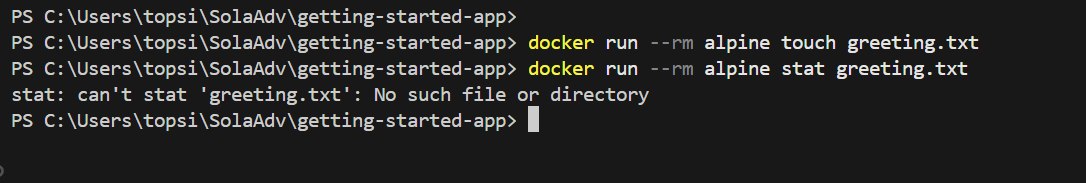 PS C:\Users\topsi\SolaAdv\getting-started-app>
PS C:\Users\topsi\SolaAdv\getting-started-app> docker run --rm alpine touch greeting.txt
PS C:\Users\topsi\SolaAdv\getting-started-app> docker run --rm alpine stat greeting.txt
stat: can't stat 'greeting.txt': No such file or directory
PS C:\Users\topsi\SolaAdv\getting-started-app>